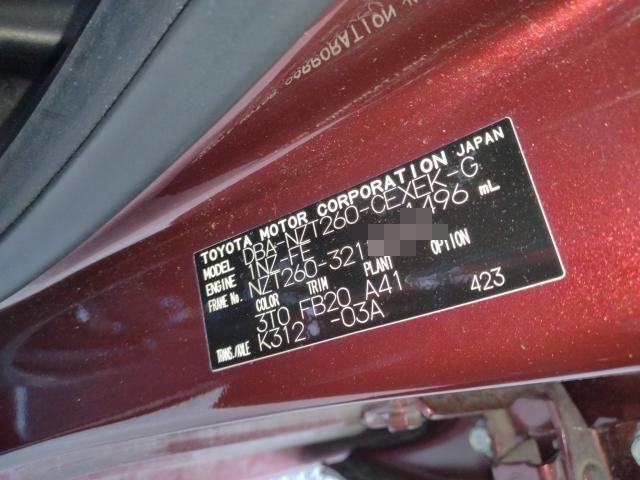 TOYOTA MOTOR CORPORATION JAPAN
MODEL DBA-NZT260-CEXEK-G
ENGINE 1NZ-FE 1496 mL
FRAME No. NZT260-321
COLOR TRIM PLANT OPTION
3T0 FB20 A41 423
TRANS./AXLE K312 -03A